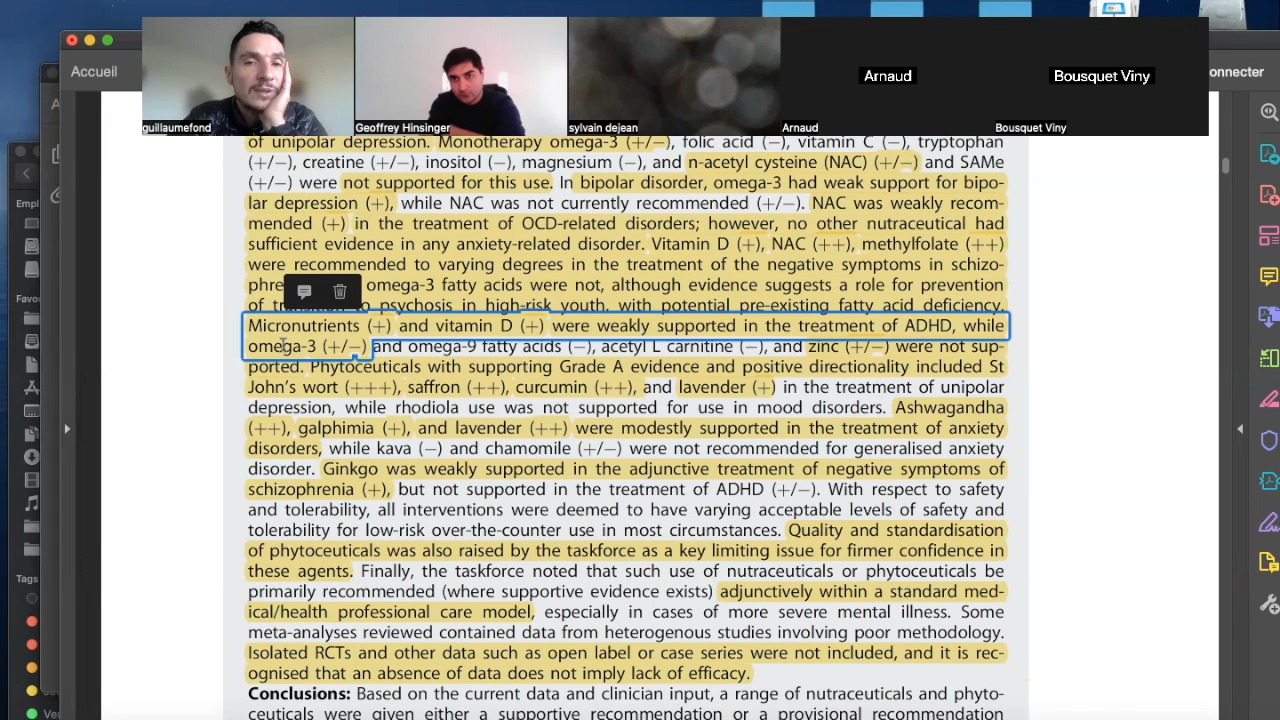 Accueil
onnecter
guillaumefond
Geoffrey Hinsinger
sylvain dejean
Arnaud
Arnaud
Bousquet Viny
Bousquet Viny
A
Empl
Favo
Tags
Ve
of unipolar depression. Monotherapy omega-3 (+/−), folic acid (−), vitamin C (−), tryptophan
(+/−), creatine (+/−), inositol (−), magnesium (−), and n-acetyl cysteine (NAC) (+/−) and SAMe
(+/−) were not supported for this use. In bipolar disorder, omega-3 had weak support for bipo-
lar depression (+), while NAC was not currently recommended (+/−). NAC was weakly recom-
mended (+) in the treatment of OCD-related disorders; however, no other nutraceutical had
sufficient evidence in any anxiety-related disorder. Vitamin D (+), NAC (++), methylfolate (++)
were recommended to varying degrees in the treatment of the negative symptoms in schizo-
phre omega-3 fatty acids were not, although evidence suggests a role for prevention
of transition to psychosis in high-risk youth, with potential pre-existing fatty acid deficiency.
Micronutrients (+) and vitamin D (+) were weakly supported in the treatment of ADHD, while
omega-3 (+/−) and omega-9 fatty acids (−), acetyl L carnitine (−), and zinc (+/−) were not sup-
ported. Phytoceuticals with supporting Grade A evidence and positive directionality included St
John's wort (+++), saffron (++), curcumin (++), and lavender (+) in the treatment of unipolar
depression, while rhodiola use was not supported for use in mood disorders. Ashwagandha
(++), galphimia (+), and lavender (++) were modestly supported in the treatment of anxiety
disorders, while kava (−) and chamomile (+/−) were not recommended for generalised anxiety
disorder. Ginkgo was weakly supported in the adjunctive treatment of negative symptoms of
schizophrenia (+), but not supported in the treatment of ADHD (+/−). With respect to safety
and tolerability, all interventions were deemed to have varying acceptable levels of safety and
tolerability for low-risk over-the-counter use in most circumstances. Quality and standardisation
of phytoceuticals was also raised by the taskforce as a key limiting issue for firmer confidence in
these agents. Finally, the taskforce noted that such use of nutraceuticals or phytoceuticals be
primarily recommended (where supportive evidence exists) adjunctively within a standard med-
ical/health professional care model, especially in cases of more severe mental illness. Some
meta-analyses reviewed contained data from heterogenous studies involving poor methodology.
Isolated RCTs and other data such as open label or case series were not included, and it is rec-
ognised that an absence of data does not imply lack of efficacy.
Conclusions: Based on the current data and clinician input, a range of nutraceuticals and phyto-
ceuticals were given either a supportive recommendation or a provisional recommendation